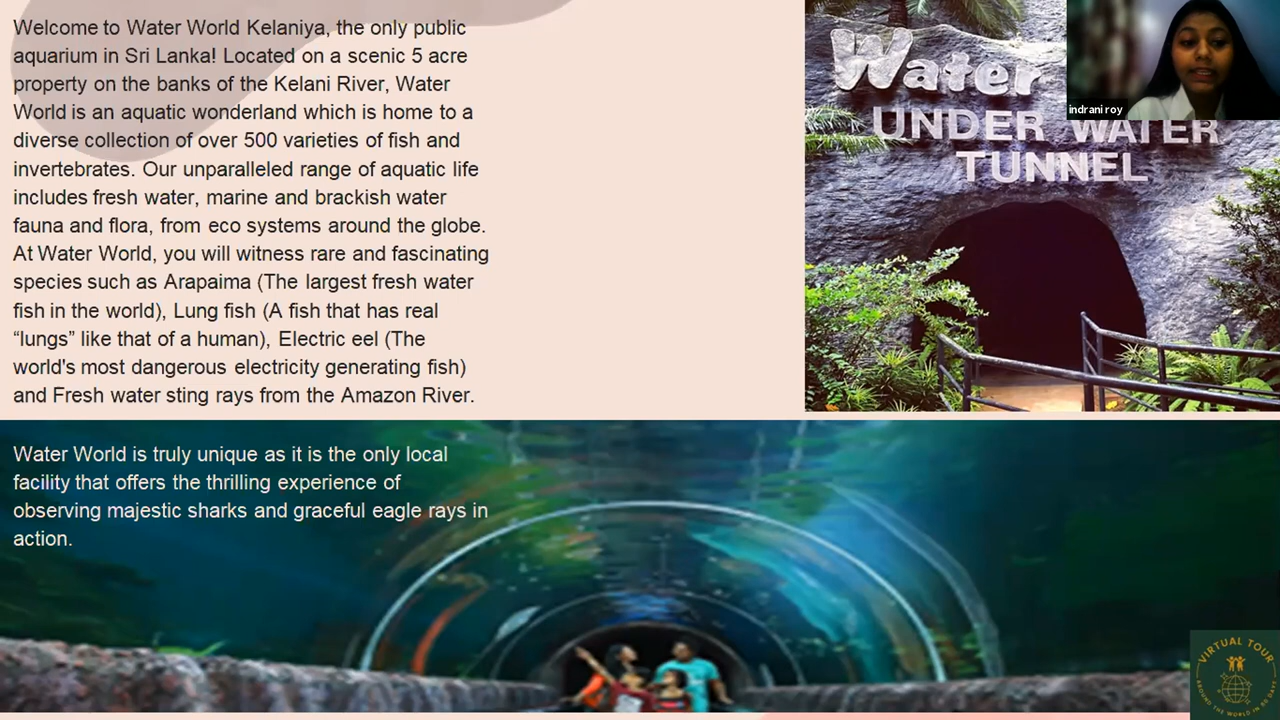 Welcome to Water World Kelaniya, the only public
aquarium in Sri Lanka! Located on a scenic 5 acre
property on the banks of the Kelani River, Water
World is an aquatic wonderland which is home to a
diverse collection of over 500 varieties of fish and
invertebrates. Our unparalleled range of aquatic life
includes fresh water, marine and brackish water
fauna and flora, from eco systems around the globe.
At Water World, you will witness rare and fascinating
species such as Arapaima (The largest fresh water
fish in the world), Lung fish (A fish that has real
“lungs” like that of a human), Electric eel (The
world's most dangerous electricity generating fish)
and Fresh water sting rays from the Amazon River.
Water
UNDER WATER
TUNNEL
indrani roy
Water World is truly unique as it is the only local
facility that offers the thrilling experience of
observing majestic sharks and graceful eagle rays in
action.
VIRTUAL TOUR
AROUND THE WORLD IN 80 DAYS